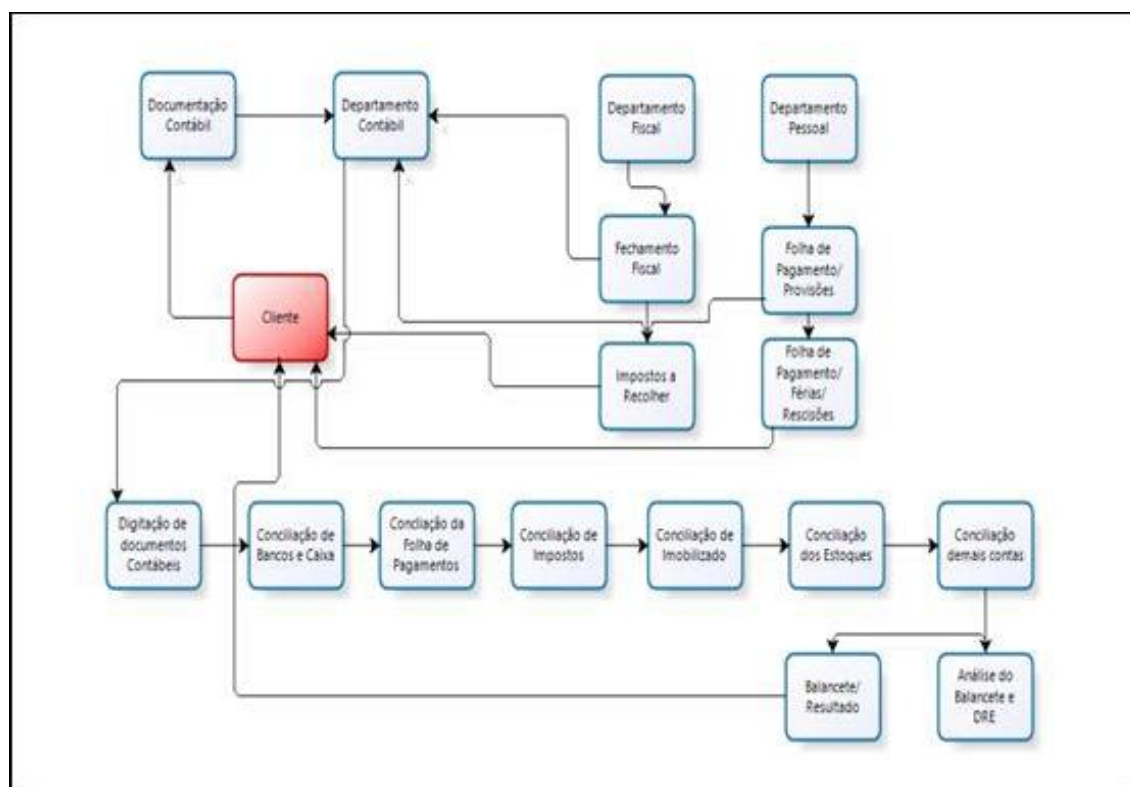 Documentação
Contábil
Departamento
Contábil
Departamento
Fiscal
Departamento
Pessoal
Fechamento
Fiscal
Folha de
Pagamento/
Provisões
Cliente
Impostos a
Recolher
Folha de
Pagamento/
Férias/
Rescisões
Digitação de
documentos
Contábeis
Conciliação de
Bancos e Caixa
Conciliação da
Folha de
Pagamentos
Conciliação de
Impostos
Conciliação de
Imobilizado
Conciliação
dos Estoques
Conciliação
demais contas
Balancete/
Resultado
Análise do
Balancete e
DRE